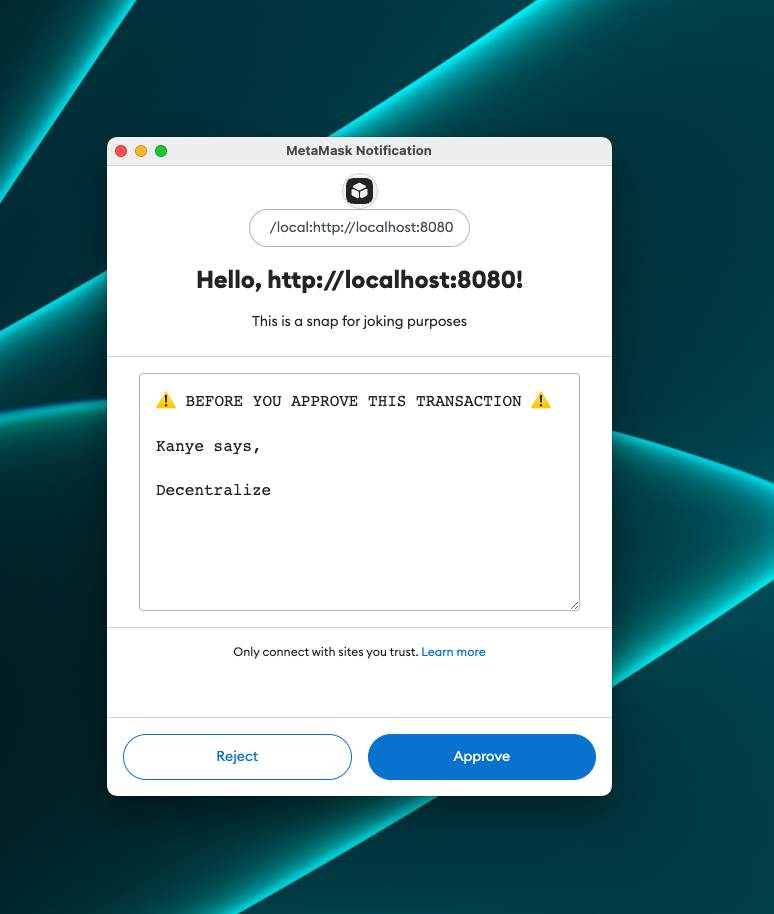 MetaMask Notification
/local:http://localhost:8080
Hello, http://localhost:8080!
This is a snap for joking purposes
⚠️ BEFORE YOU APPROVE THIS TRANSACTION ⚠️
Kanye says,
Decentralize
Only connect with sites you trust. Learn more
Reject
Approve